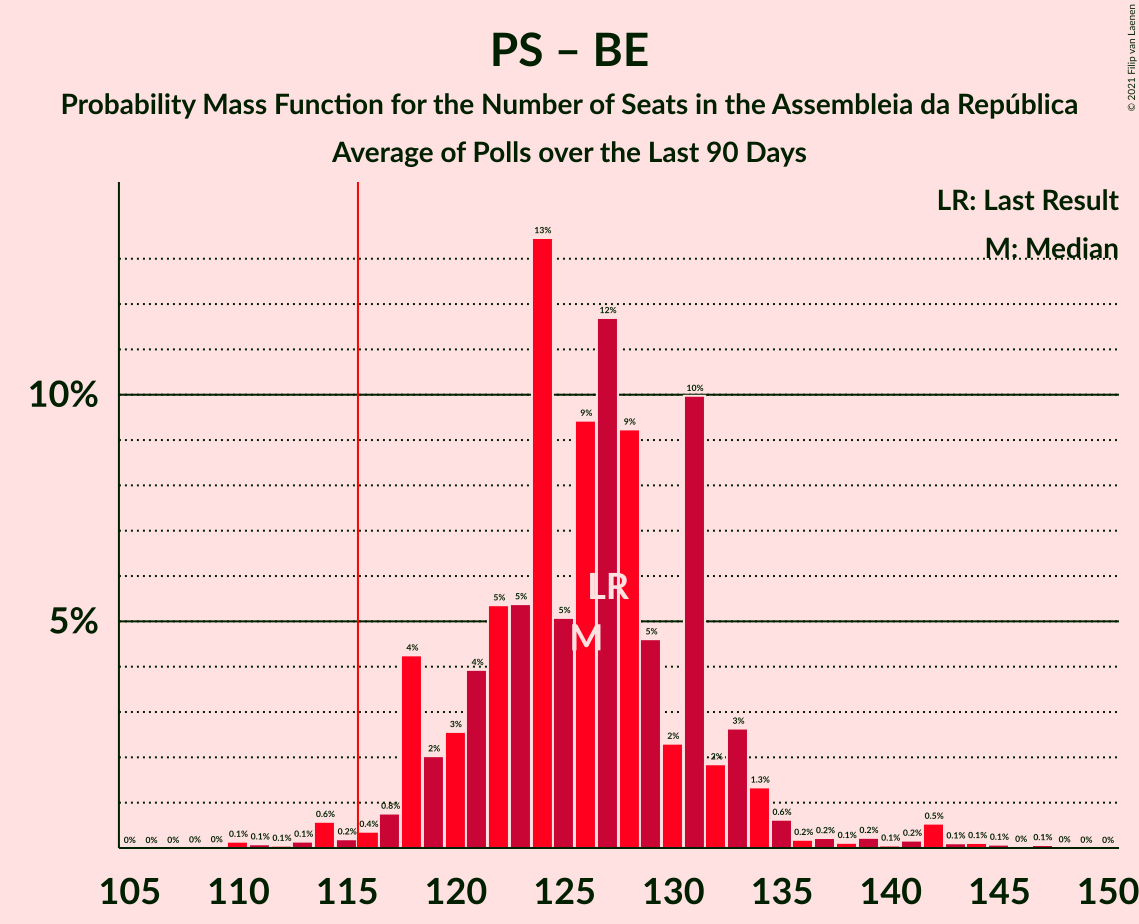 PS – BE
Probability Mass Function for the Number of Seats in the Assembleia da República
Average of Polls over the Last 90 Days
© 2021 Filip van Laenen
LR: Last Result
M: Median
10%
5%
0% 0% 0% 0% 0% 0.1% 0.1% 0.1% 0.1% 0.6% 0.2% 0.4% 0.8% 4% 2% 3% 4% 5% 5% 13% 5% 9% 12% 9% 5% 2% 10% 2% 3% 1.3% 0.6% 0.2% 0.2% 0.1% 0.2% 0.1% 0.2% 0.5% 0.1% 0.1% 0.1% 0% 0.1% 0% 0% 0%
LR
M
105 110 115 120 125 130 135 140 145 150